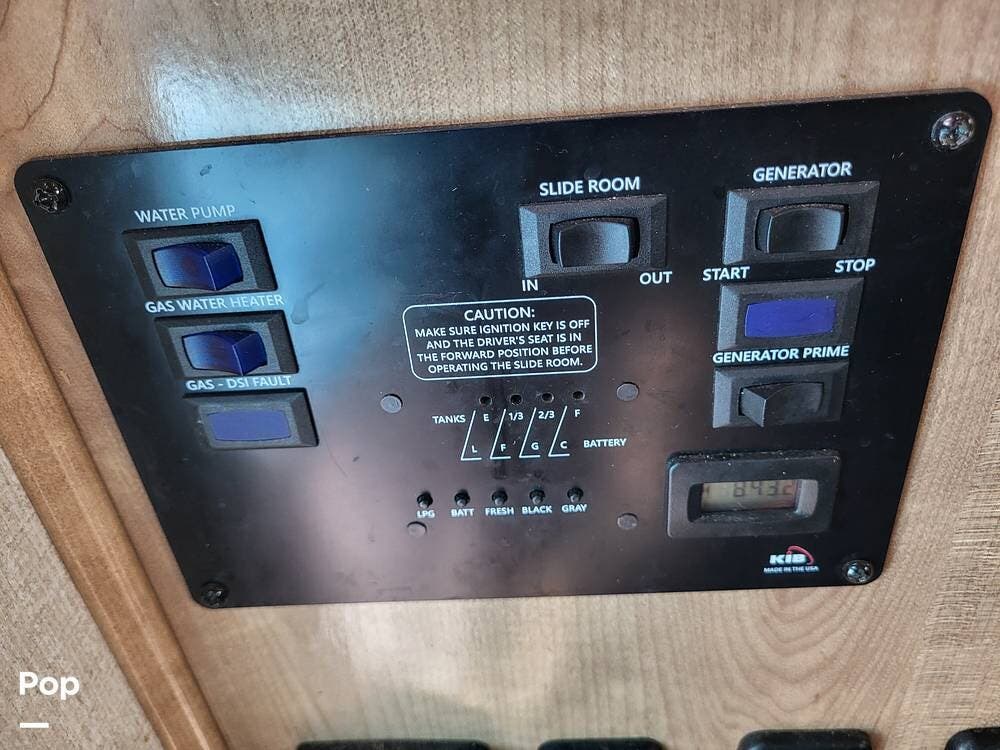 WATER PUMP
GAS WATER HEATER
GAS - DSI FAULT
SLIDE ROOM
IN OUT
GENERATOR
START STOP
GENERATOR PRIME
CAUTION:
MAKE SURE IGNITION KEY IS OFF
AND THE DRIVER'S SEAT IS IN
THE FORWARD POSITION BEFORE
OPERATING THE SLIDE ROOM.
TANKS E 1/3 2/3 F
L F G C BATTERY
LPG BATT FRESH BLACK GRAY
KIB
MADE IN THE USA
Pop